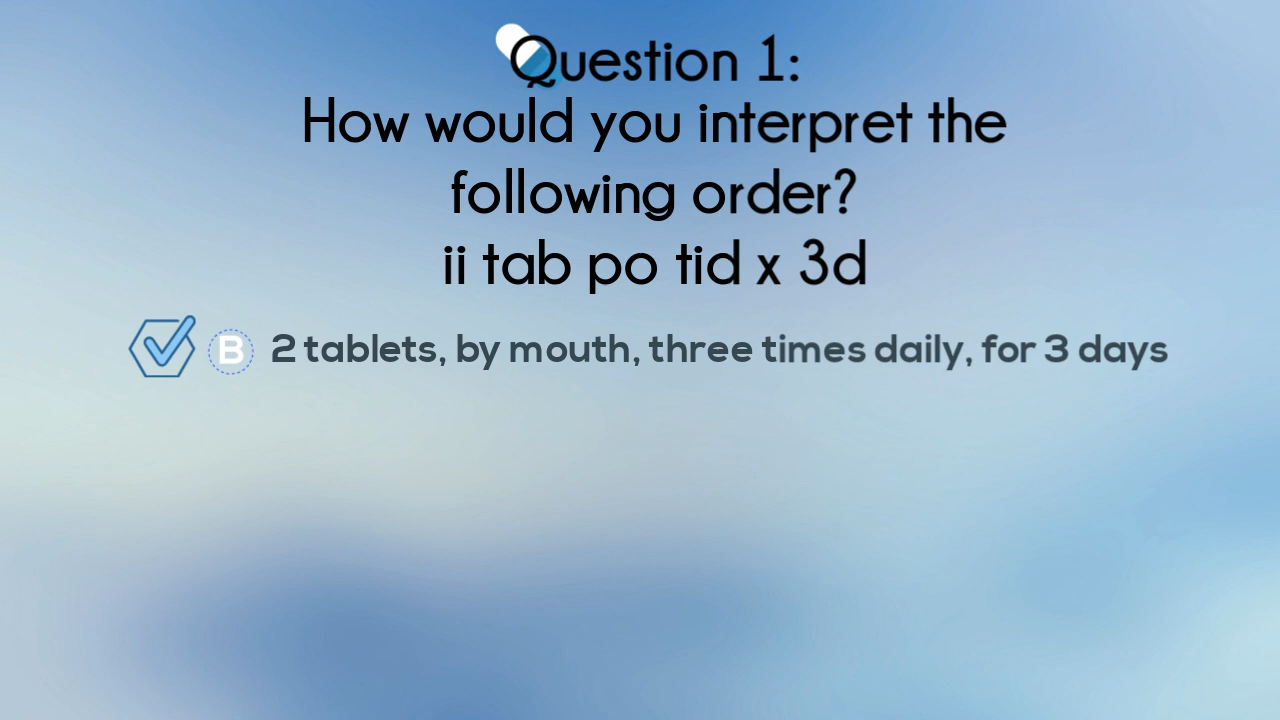 Question 1:
How would you interpret the
following order?
ii tab po tid x 3d
B 2 tablets, by mouth, three times daily, for 3 days